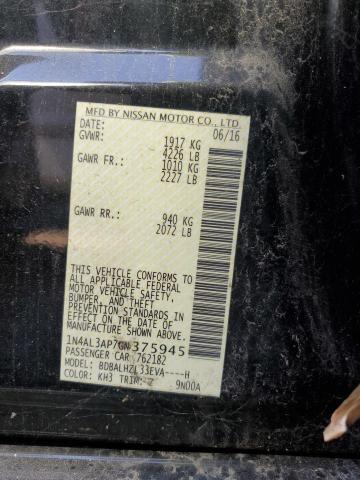 MFD BY NISSAN MOTOR CO., LTD.
DATE: 06/16
GVWR: 1917 KG
4226 LB
GAWR FR.: 1010 KG
2227 LB
GAWR RR.: 940 KG
2072 LB
THIS VEHICLE CONFORMS TO
ALL APPLICABLE FEDERAL
MOTOR VEHICLE SAFETY,
BUMPER, AND THEFT
PREVENTION STANDARDS IN
EFFECT ON THE DATE OF
MANUFACTURE SHOWN ABOVE.
1N4AL3AP7GN375945
PASSENGER CAR 762182
MODEL: BDBALHZL33EVA----H
COLOR: KH3 TRIM: 9N00A